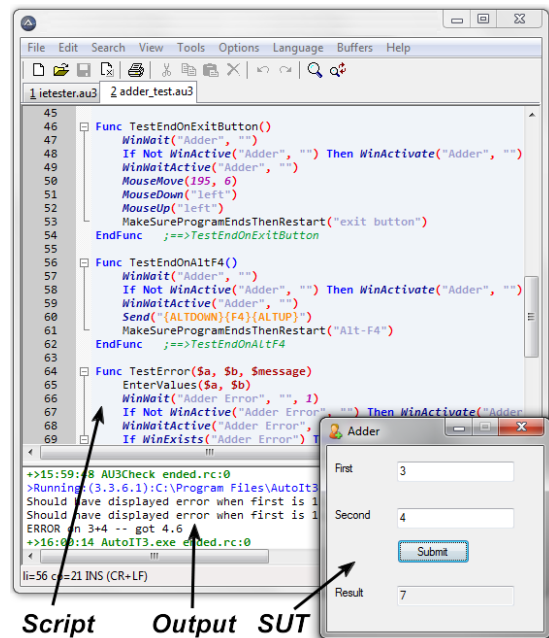 File Edit Search View Tools Options Language Buffers Help
1 ietester.au3 2 adder_test.au3
45
46 Func TestEndOnExitButton()
47 WinWait("Adder", "")
48 If Not WinActive("Adder", "") Then WinActivate("Adder", "")
49 WinWaitActive("Adder", "")
50 MouseMove(195, 6)
51 MouseDown("left")
52 MouseUp("left")
53 MakeSureProgramEndsThenRestart("exit button")
54 EndFunc ;==>TestEndOnExitButton
55
56 Func TestEndOnAltF4()
57 WinWait("Adder", "")
58 If Not WinActive("Adder", "") Then WinActivate("Adder", "")
59 WinWaitActive("Adder", "")
60 Send("{ALTDOWN}{F4}{ALTUP}")
61 MakeSureProgramEndsThenRestart("Alt-F4")
62 EndFunc ;==>TestEndOnAltF4
63
64 Func TestError($a, $b, $message)
65 EnterValues($a, $b)
66 WinWait("Adder Error", "", 1)
67 If Not WinActive("Adder Error", "") Then WinActivate("Adder
68 WinWaitActive("Adder Error",
69 If WinExists("Adder Error") T
+>15:59:48 AU3Check ended.rc:0
>Running:(3.3.6.1):C:\Program Files\AutoIt3
Should have displayed error when first is 1
Should have displayed error when first is 1
ERROR on 3+4 -- got 4.6
+>16:00:14 AutoIT3.exe ended.rc:0
li=56 co=21 INS (CR+LF)
Adder
First 3
Second 4
Submit
Result 7
Script Output SUT